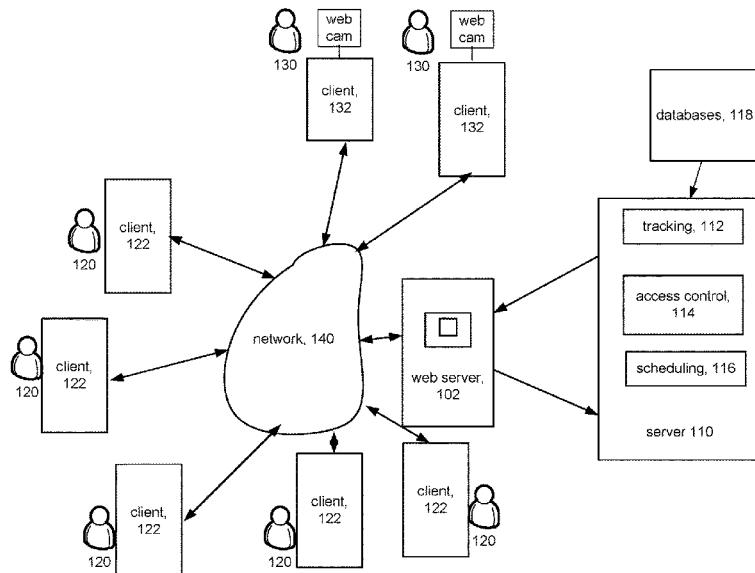 web
cam
130
client,
132
web
cam
130
client,
132
databases, 118
client,
122
120
tracking, 112
access control,
114
scheduling, 116
server 110
network, 140
web server,
102
client,
122
120
client,
122
120
client,
122
120
client,
122
120